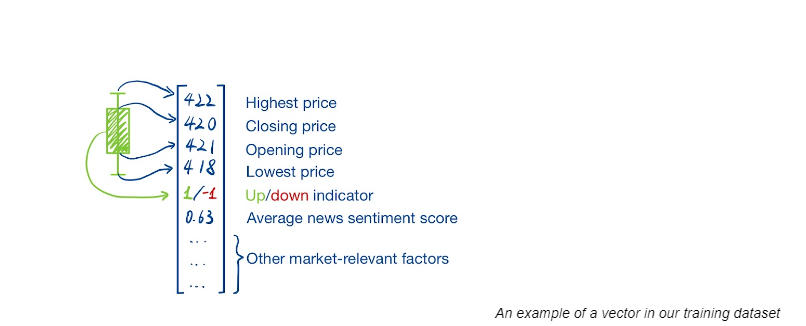 422 Highest price
420 Closing price
421 Opening price
418 Lowest price
1/-1 Up/down indicator
0.63 Average news sentiment score
...
... Other market-relevant factors
...
An example of a vector in our training dataset